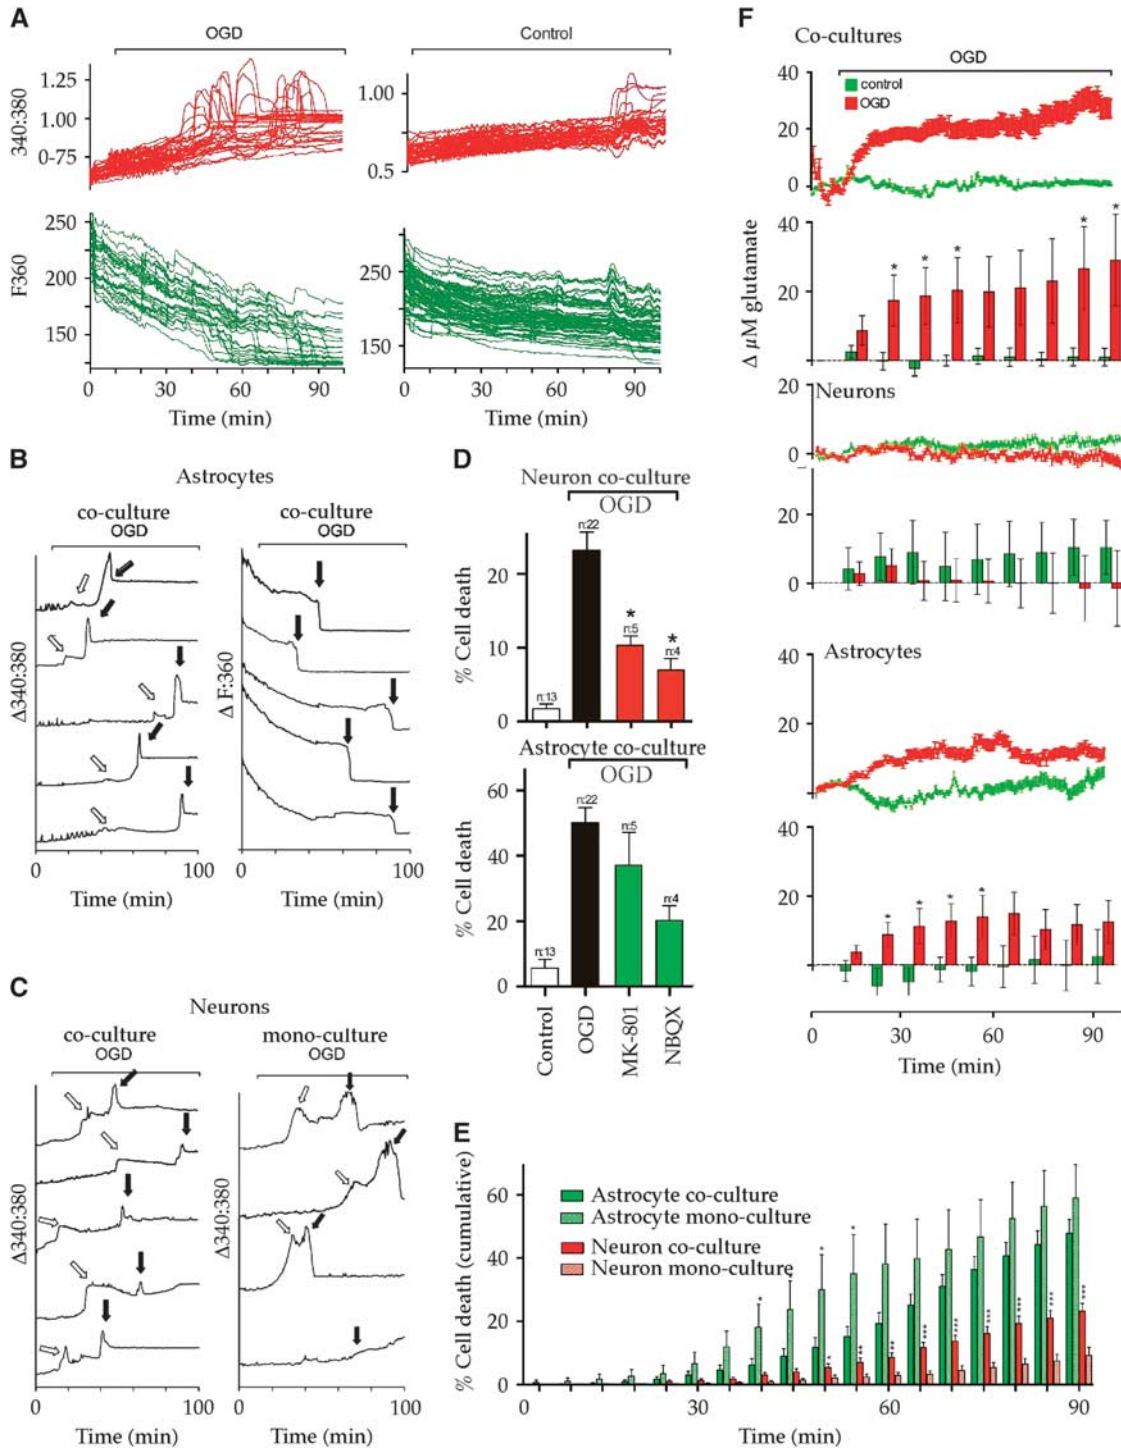 A
OGD
Control
340:380
1.25
1.00
0-75
1.00
0.5
F360
250
200
150
250
150
0 30 60 90
0 30 60 90
Time (min)
Time (min)
B
Astrocytes
co-culture
OGD
co-culture
OGD
Δ340:380
Δ F:360
0 100
0 100
Time (min)
Time (min)
C
Neurons
co-culture
OGD
mono-culture
OGD
Δ340:380
Δ340:380
0 100
0 100
Time (min)
Time (min)
D
Neuron co-culture
OGD
% Cell death
20
10
0
n:13
n:22
*
n:5
*
n:4
Astrocyte co-culture
OGD
% Cell death
60
40
20
0
n:13
n:22
n:5
n:4
Control
OGD
MK-801
NBQX
E
% Cell death (cumulative)
60
40
20
0
Astrocyte co-culture
Astrocyte mono-culture
Neuron co-culture
Neuron mono-culture
* * * *
** ** ** *** *** *** *** *** ***
0 30 60 90
Time (min)
F
Co-cultures
OGD
control
OGD
40
20
0
Δ μM glutamate
40
20
0
* * * * *
Neurons
20
0
20
0
Astrocytes
40
20
0
40
20
0
* * * *
0 30 60 90
Time (min)